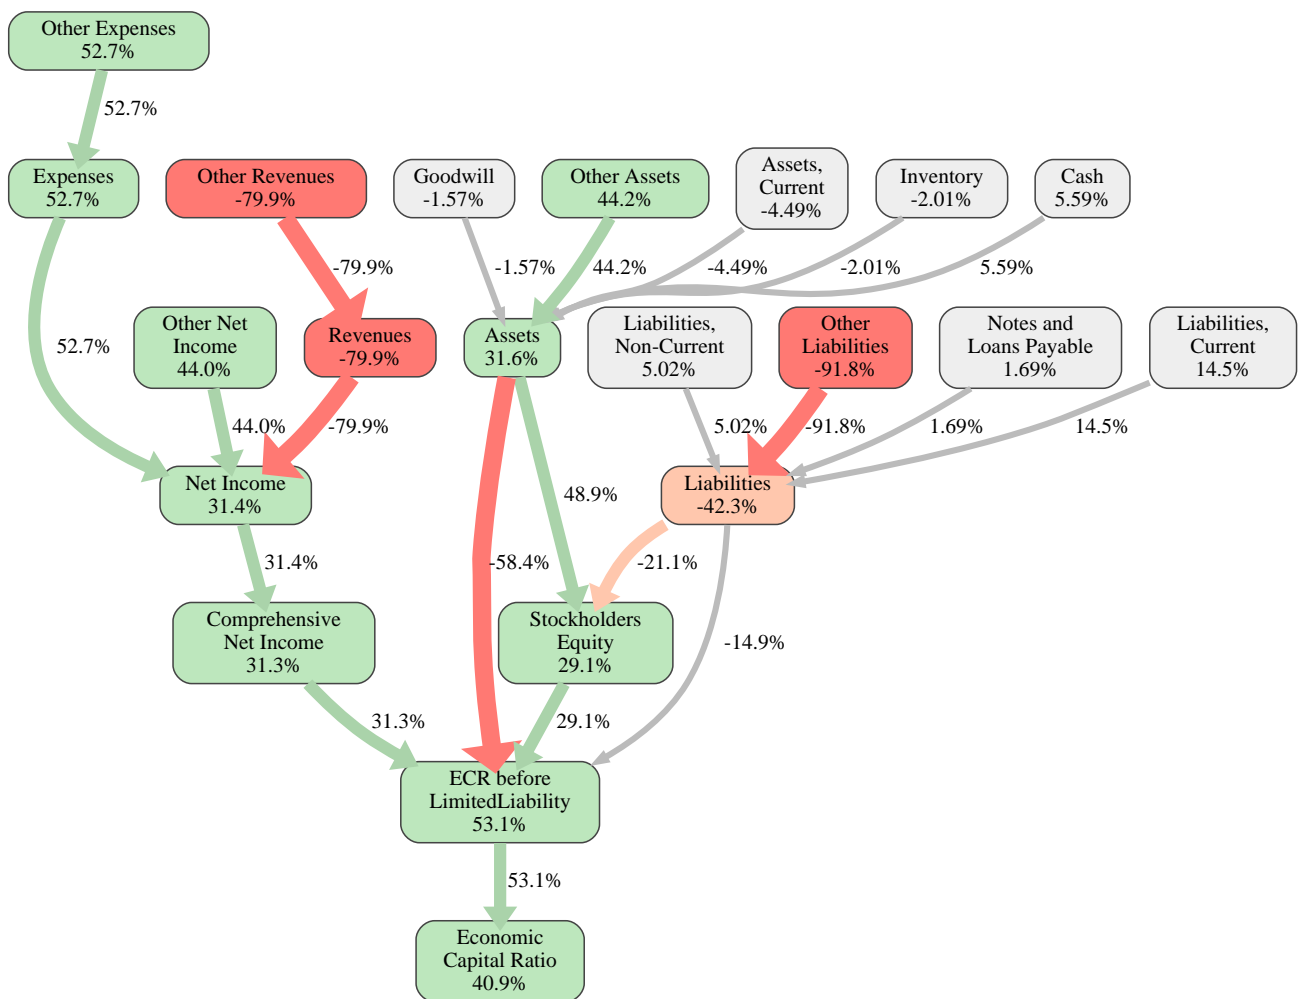 Other Expenses
52.7%
52.7%
Expenses
52.7%
Other Revenues
-79.9%
Goodwill
-1.57%
Other Assets
44.2%
Assets,
Current
-4.49%
Inventory
-2.01%
Cash
5.59%
-79.9%
-1.57%
44.2%
-4.49%
-2.01%
5.59%
52.7%
Other Net
Income
44.0%
Revenues
-79.9%
Assets
31.6%
Liabilities,
Non-Current
5.02%
Other
Liabilities
-91.8%
Notes and
Loans Payable
1.69%
Liabilities,
Current
14.5%
44.0%
-79.9%
5.02%
-91.8%
1.69%
14.5%
Net Income
31.4%
48.9%
Liabilities
-42.3%
31.4%
-58.4%
-21.1%
Comprehensive
Net Income
31.3%
Stockholders
Equity
29.1%
-14.9%
31.3%
29.1%
ECR before
LimitedLiability
53.1%
53.1%
Economic
Capital Ratio
40.9%